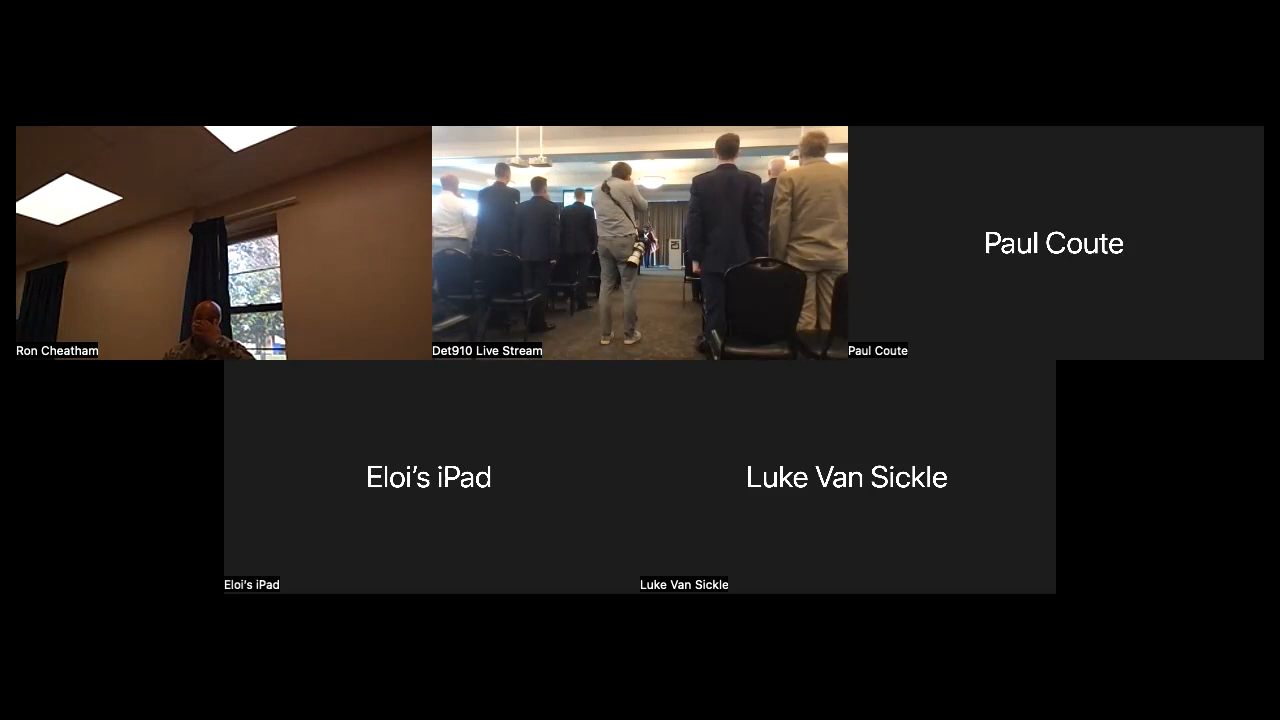 Ron Cheatham
Det910 Live Stream
Paul Coute
Paul Coute
Eloi’s iPad
Eloi’s iPad
Luke Van Sickle
Luke Van Sickle